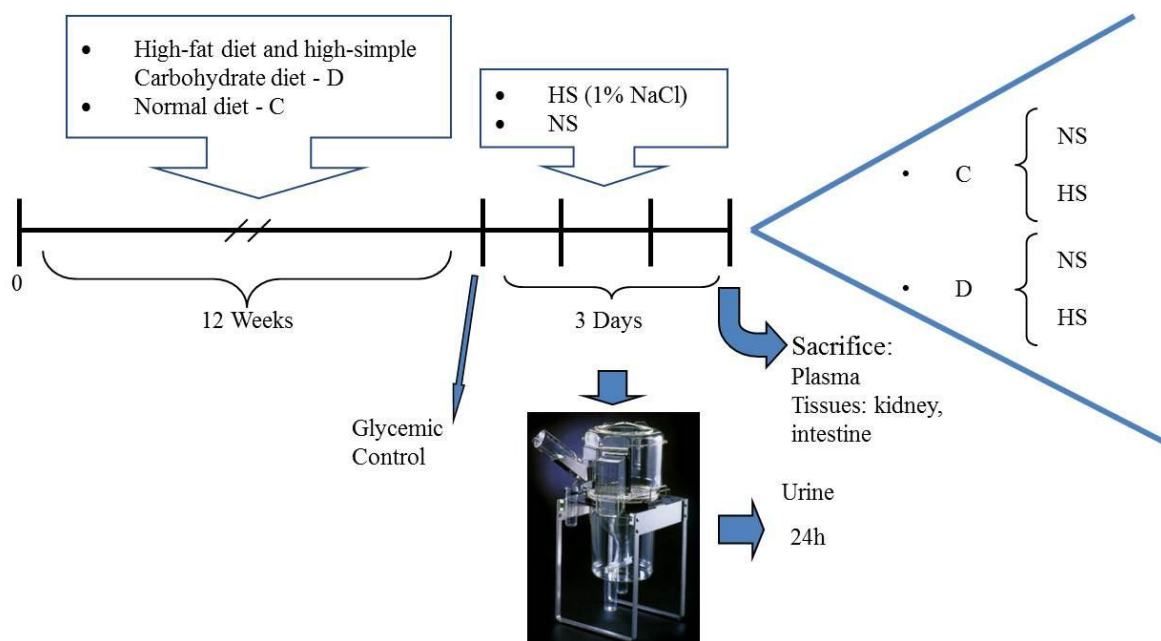 • High-fat diet and high-simple
Carbohydrate diet - D
• Normal diet - C
• HS (1% NaCl)
• NS
0
12 Weeks
3 Days
Glycemic
Control
Sacrifice:
Plasma
Tissues: kidney,
intestine
Urine
24h
• C
NS
HS
• D
NS
HS